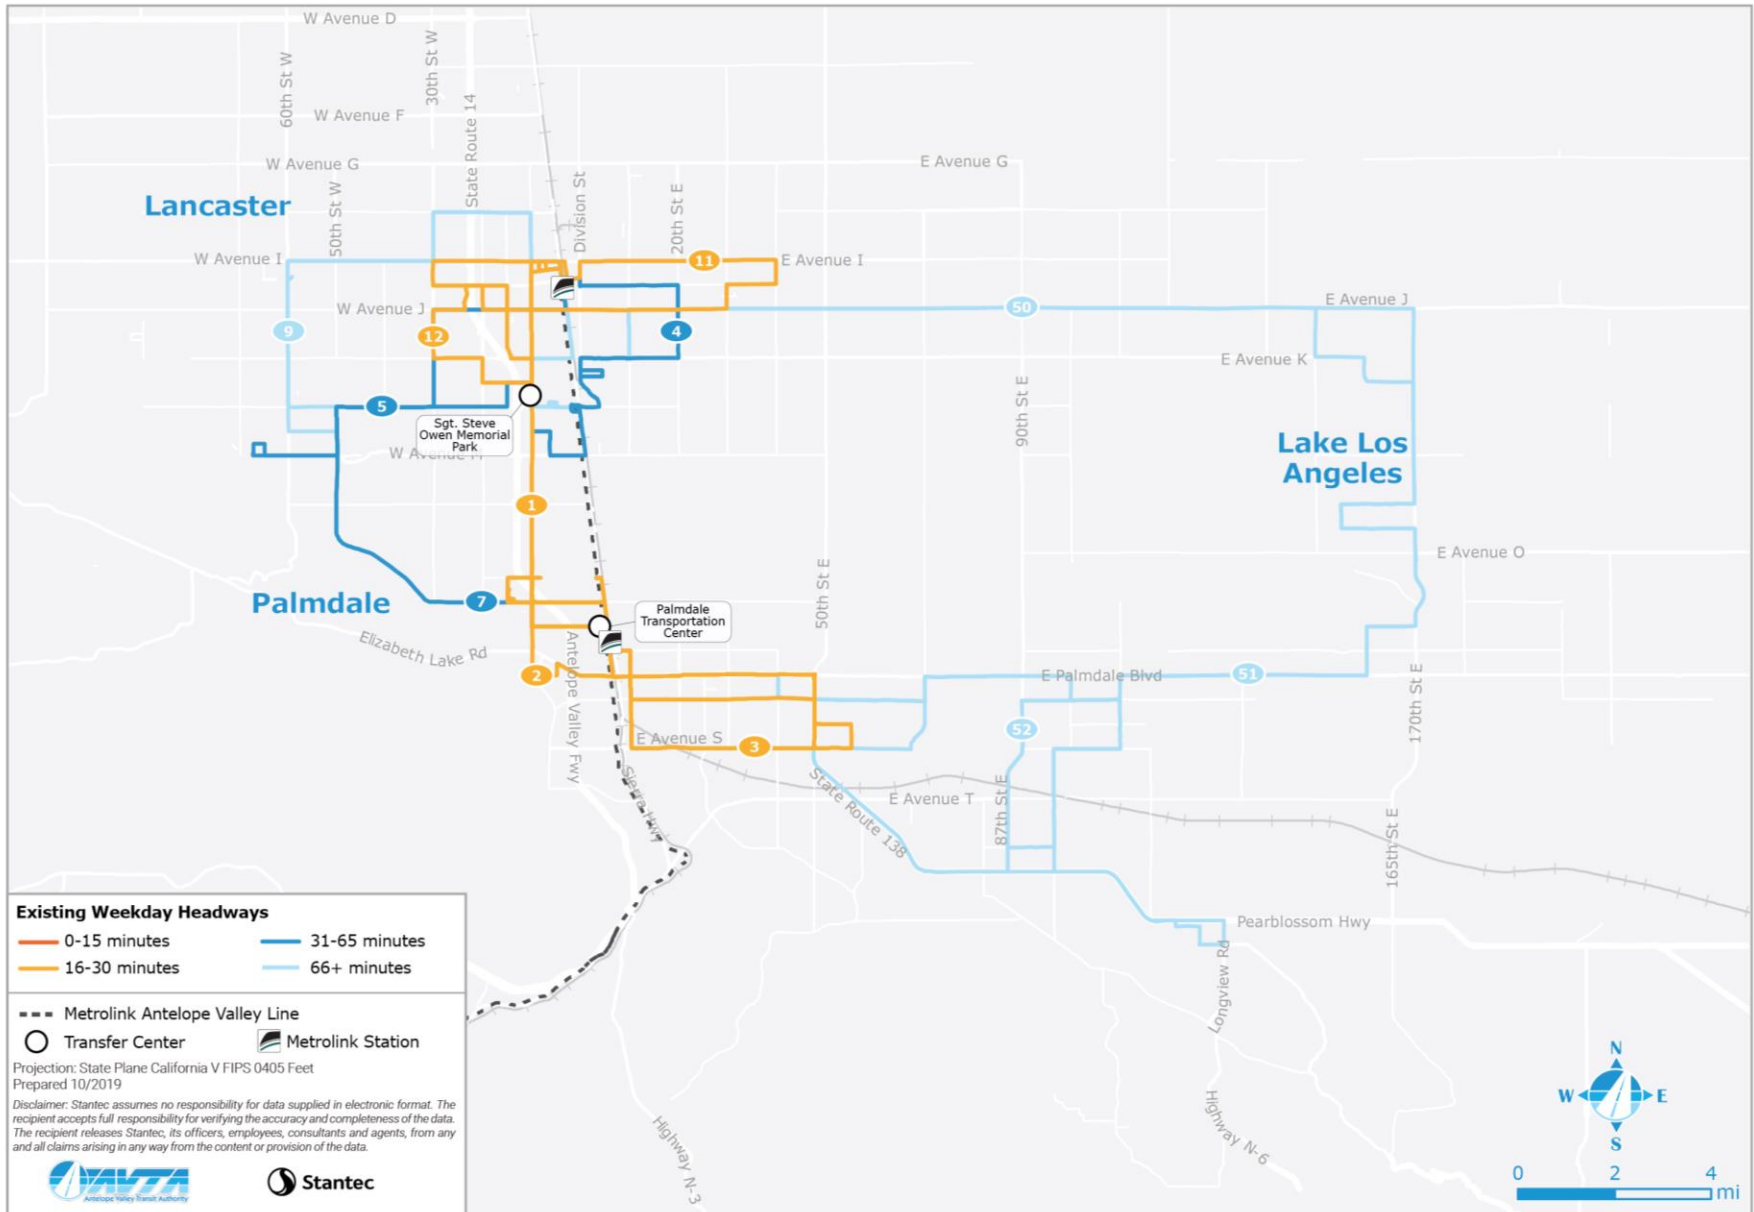 W Avenue D
60th St W
30th St W
State Route 14
W Avenue F
W Avenue G
E Avenue G
Lancaster
50th St W
Division St
20th St E
W Avenue I
11
E Avenue I
W Avenue J
E Avenue J
50
9
12
4
E Avenue K
90th St E
5
Sgt. Steve
Owen Memorial
Park
W Avenue M
Lake Los
Angeles
1
E Avenue O
50th St E
Palmdale
7
Palmdale
Transportation
Center
Elizabeth Lake Rd
Antelope Valley Fwy
2
E Palmdale Blvd
51
170th St E
52
E Avenue S
3
Sierra Hwy
State Route 138
E Avenue T
87th St E
165th St E
Pearblossom Hwy
Longview Rd
Highway N-6
Highway N-3
Existing Weekday Headways
0-15 minutes
31-65 minutes
16-30 minutes
66+ minutes
Metrolink Antelope Valley Line
Transfer Center
Metrolink Station
Projection: State Plane California V FIPS 0405 Feet
Prepared 10/2019
Disclaimer: Stantec assumes no responsibility for data supplied in electronic format. The
recipient accepts full responsibility for verifying the accuracy and completeness of the data.
The recipient releases Stantec, its officers, employees, consultants and agents, from any
and all claims arising in any way from the content or provision of the data.
AVTA
Antelope Valley Transit Authority
Stantec
N
W E
S
0 2 4
mi